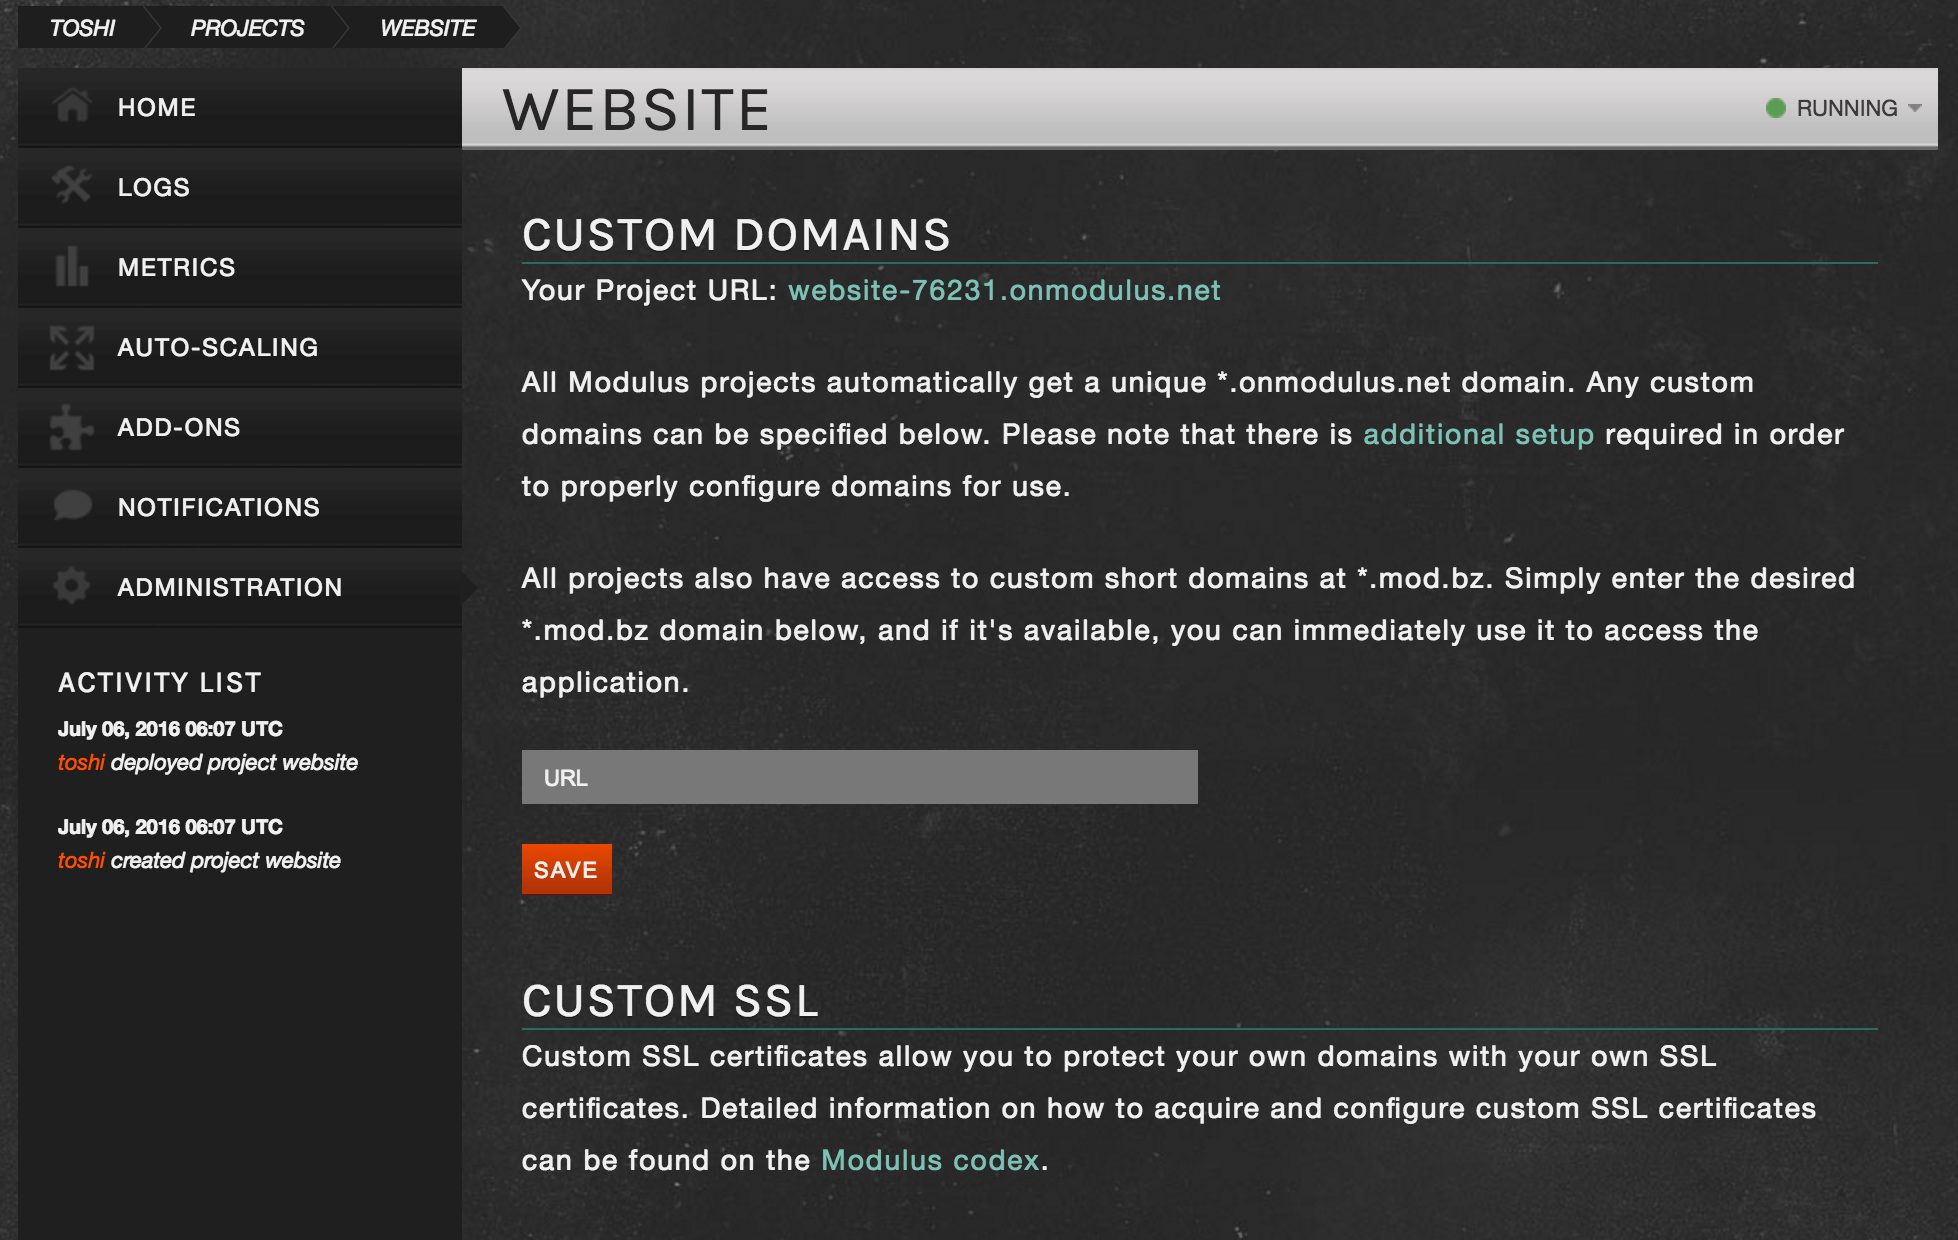 TOSHI
PROJECTS
WEBSITE
HOME
LOGS
METRICS
AUTO-SCALING
ADD-ONS
NOTIFICATIONS
ADMINISTRATION
ACTIVITY LIST
July 06, 2016 06:07 UTC
toshi deployed project website
July 06, 2016 06:07 UTC
toshi created project website
WEBSITE
RUNNING
CUSTOM DOMAINS
Your Project URL: website-76231.onmodulus.net
All Modulus projects automatically get a unique *.onmodulus.net domain. Any custom
domains can be specified below. Please note that there is additional setup required in order
to properly configure domains for use.
All projects also have access to custom short domains at *.mod.bz. Simply enter the desired
*.mod.bz domain below, and if it's available, you can immediately use it to access the
application.
URL
SAVE
CUSTOM SSL
Custom SSL certificates allow you to protect your own domains with your own SSL
certificates. Detailed information on how to acquire and configure custom SSL certificates
can be found on the Modulus codex.